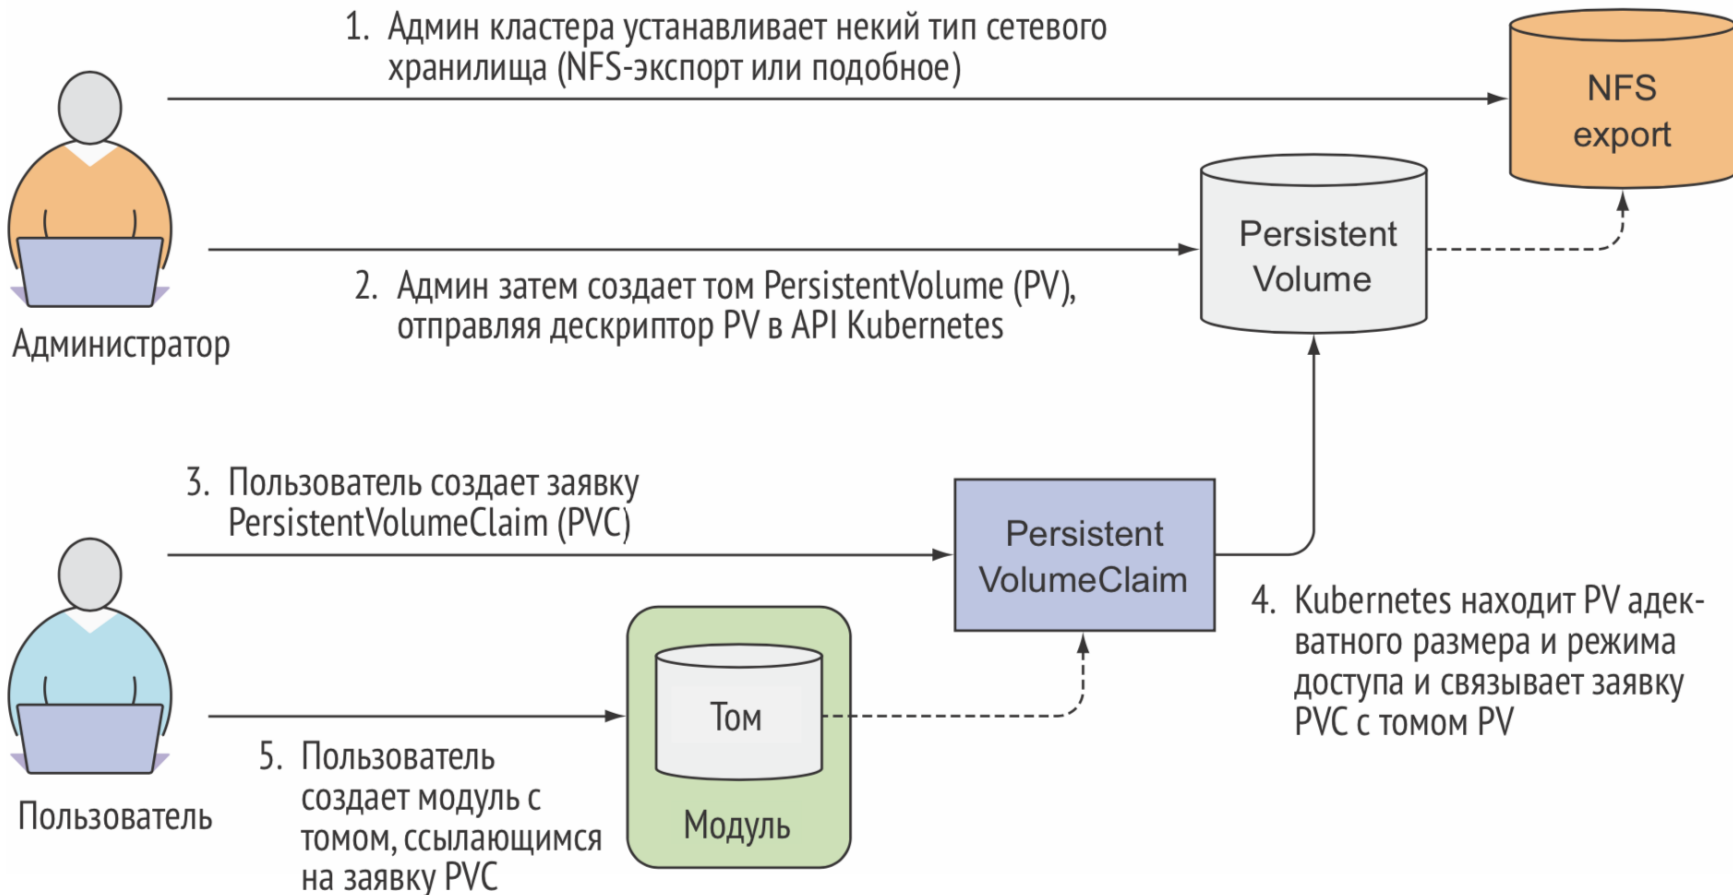 1. Админ кластера устанавливает некий тип сетевого
хранилища (NFS-экспорт или подобное)
NFS
export
Persistent
Volume
2. Админ затем создает том PersistentVolume (PV),
отправляя дескриптор PV в API Kubernetes
Администратор
3. Пользователь создает заявку
PersistentVolumeClaim (PVC)
Persistent
VolumeClaim
4. Kubernetes находит PV адек-
ватного размера и режима
доступа и связывает заявку
PVC с томом PV
Том
Модуль
5. Пользователь
создает модуль с
томом, ссылающимся
на заявку PVC
Пользователь